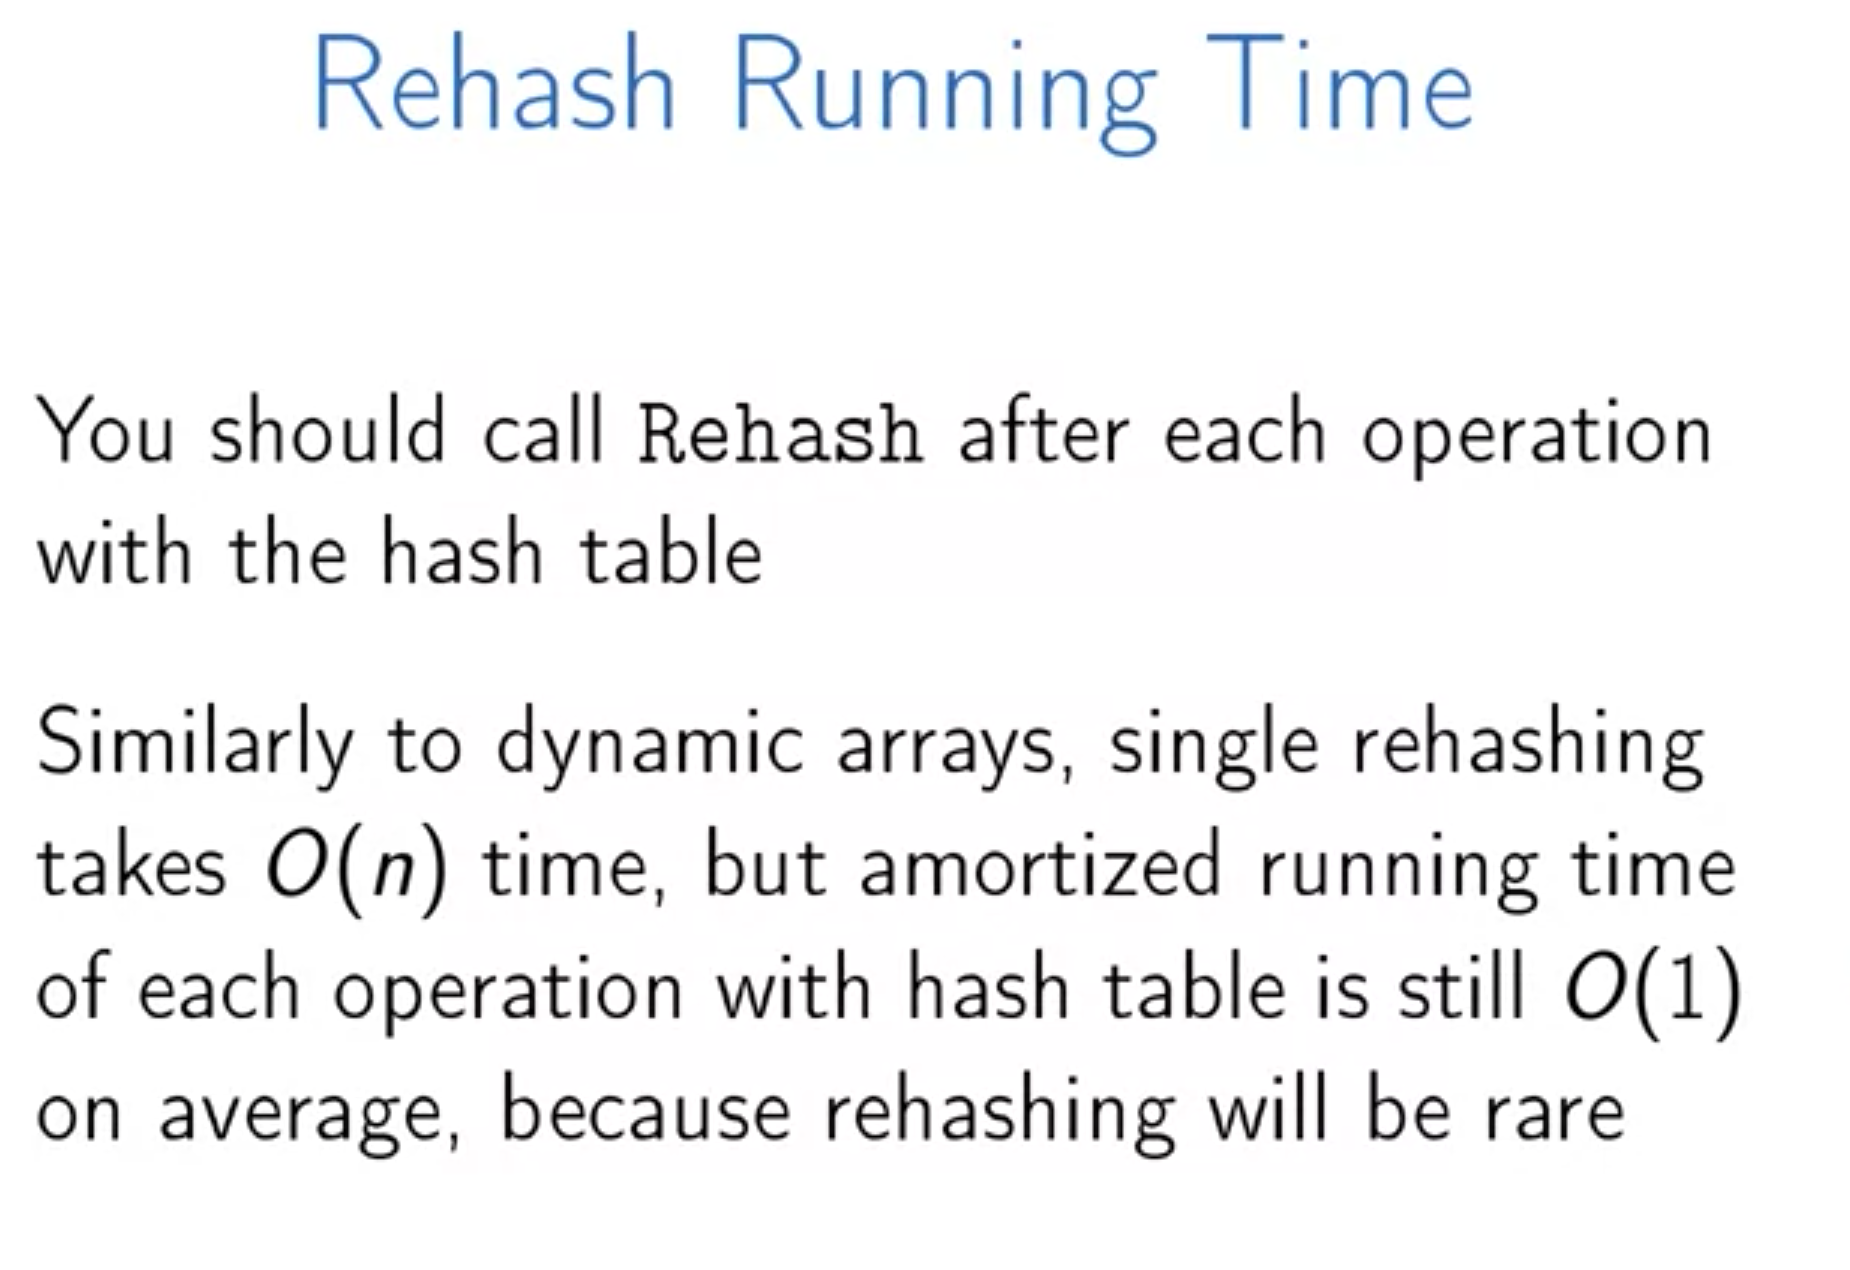 Rehash Running Time
You should call Rehash after each operation
with the hash table
Similarly to dynamic arrays, single rehashing
takes O(n) time, but amortized running time
of each operation with hash table is still O(1)
on average, because rehashing will be rare